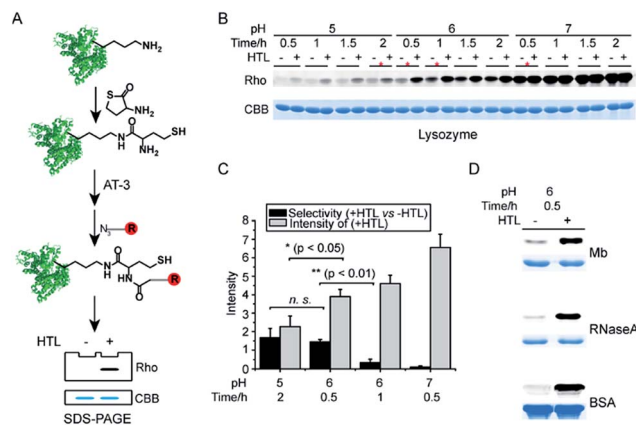 A
NH₂
S
O
NH₂
O
SH
N
H
NH₂
AT-3
N₃
R
O
SH
N
H
HN
R
O
HTL - +
Rho
CBB
SDS-PAGE
B
pH 5 6 7
Time/h 0.5 1 1.5 2 0.5 1 1.5 2 0.5 1 1.5 2
HTL - + - + - + - + - + - + - + - + - + - + - + - +
Rho
CBB
Lysozyme
C
Selectivity (+HTL vs -HTL)
Intensity of (+HTL)
* (p < 0.05)
** (p < 0.01)
n. s.
Intensity
8
7
6
5
4
3
2
1
0
pH 5 6 6 7
Time/h 2 0.5 1 0.5
D
pH 6
Time/h 0.5
HTL - +
Mb
RNaseA
BSA